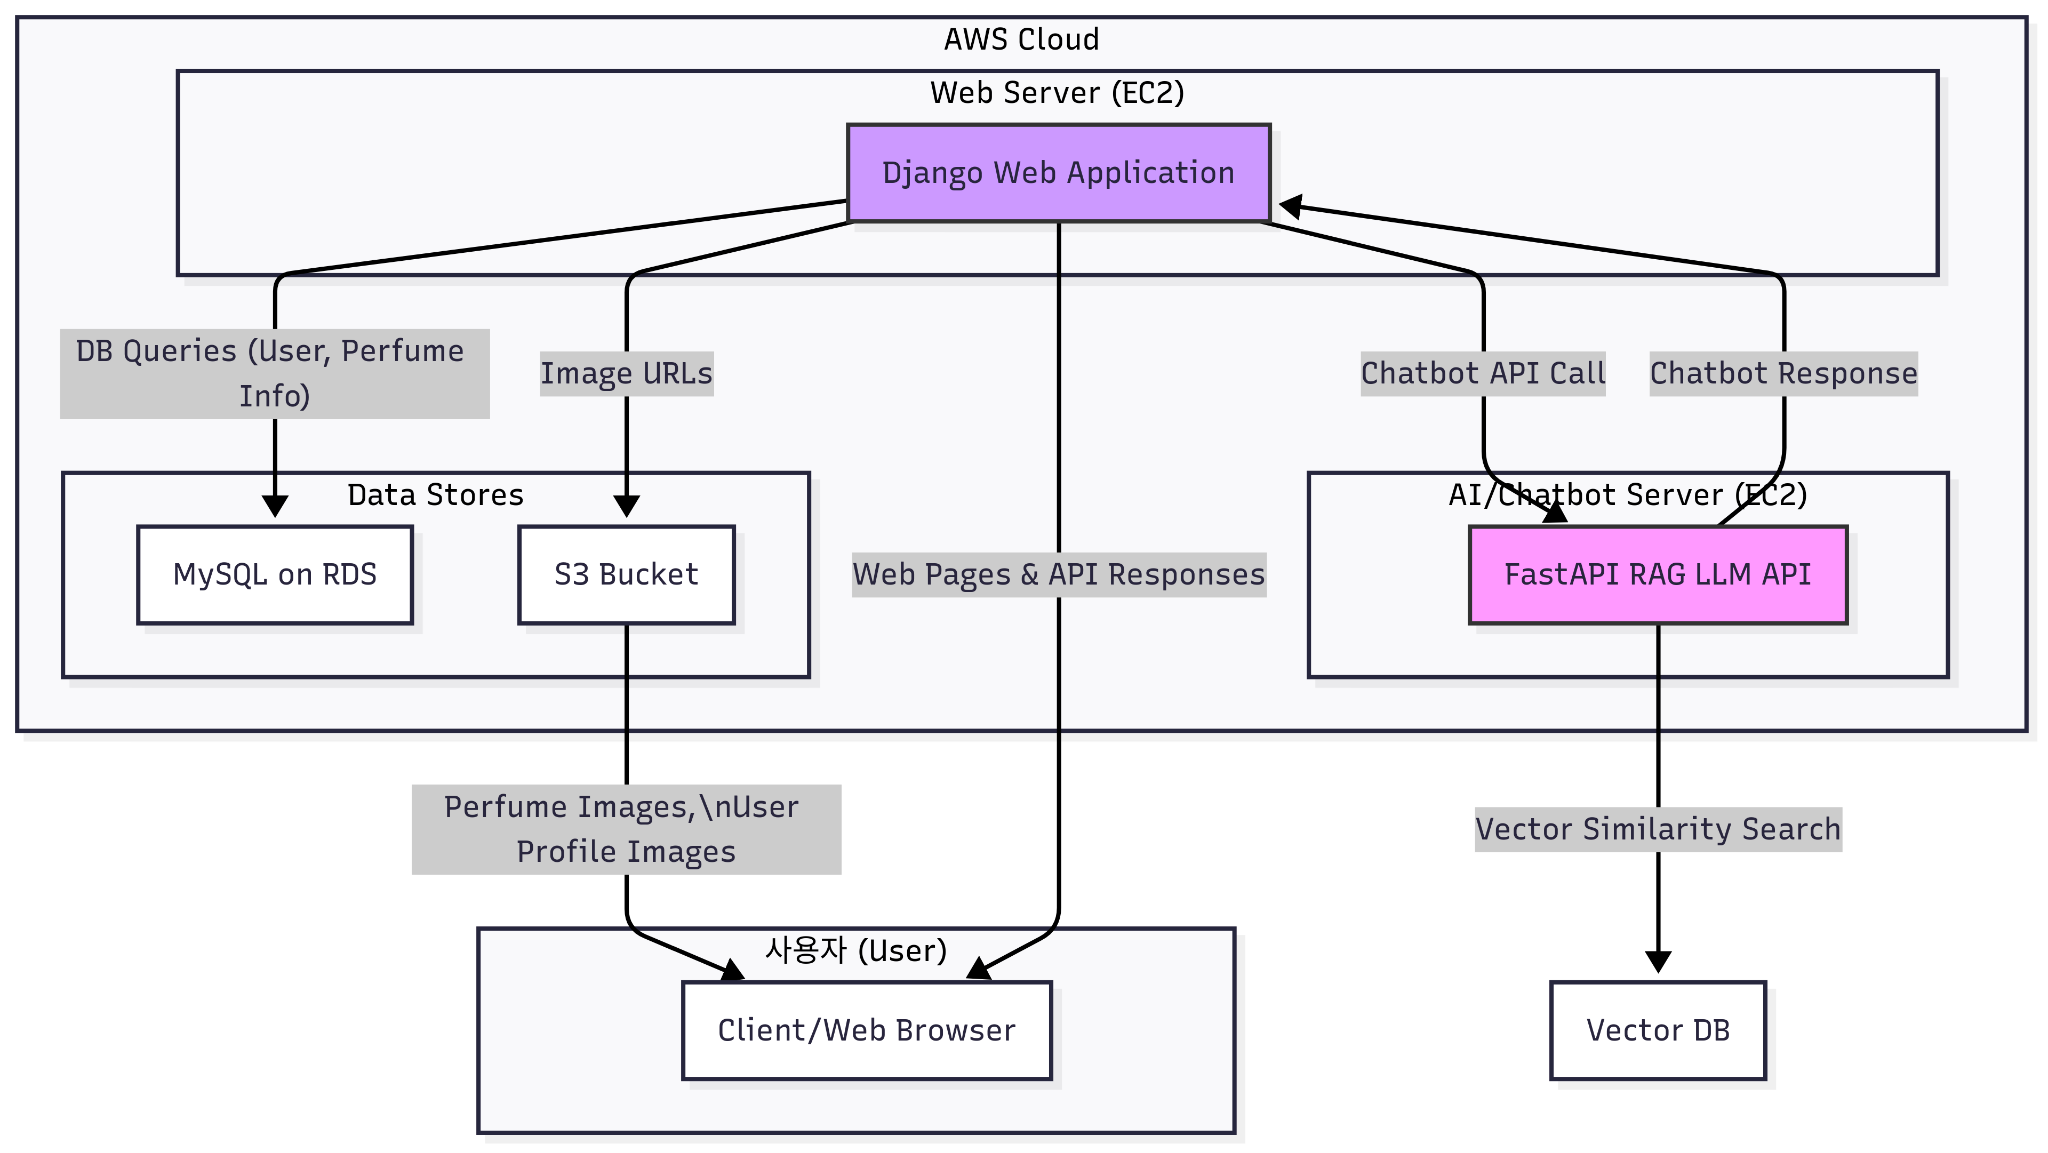 AWS Cloud
Web Server (EC2)
Django Web Application
DB Queries (User, Perfume
Info)
Image URLs
Chatbot API Call
Chatbot Response
Data Stores
MySQL on RDS
S3 Bucket
Web Pages & API Responses
AI/Chatbot Server (EC2)
FastAPI RAG LLM API
Perfume Images,\nUser
Profile Images
Vector Similarity Search
사용자 (User)
Client/Web Browser
Vector DB